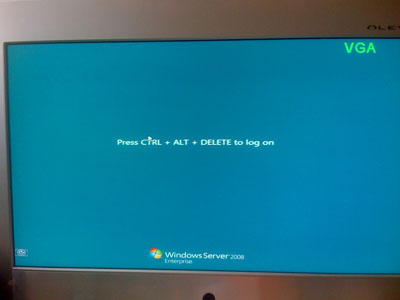 VGA
Press CTRL + ALT + DELETE to log on
Windows Server 2008
Enterprise